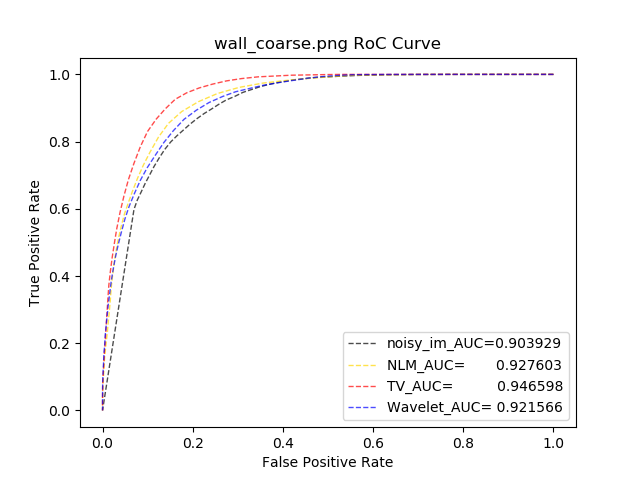 wall_coarse.png RoC Curve
1.0
0.8
0.6
0.4
0.2
0.0
True Positive Rate
noisy_im_AUC=0.903929
NLM_AUC= 0.927603
TV_AUC= 0.946598
Wavelet_AUC= 0.921566
0.0 0.2 0.4 0.6 0.8 1.0
False Positive Rate